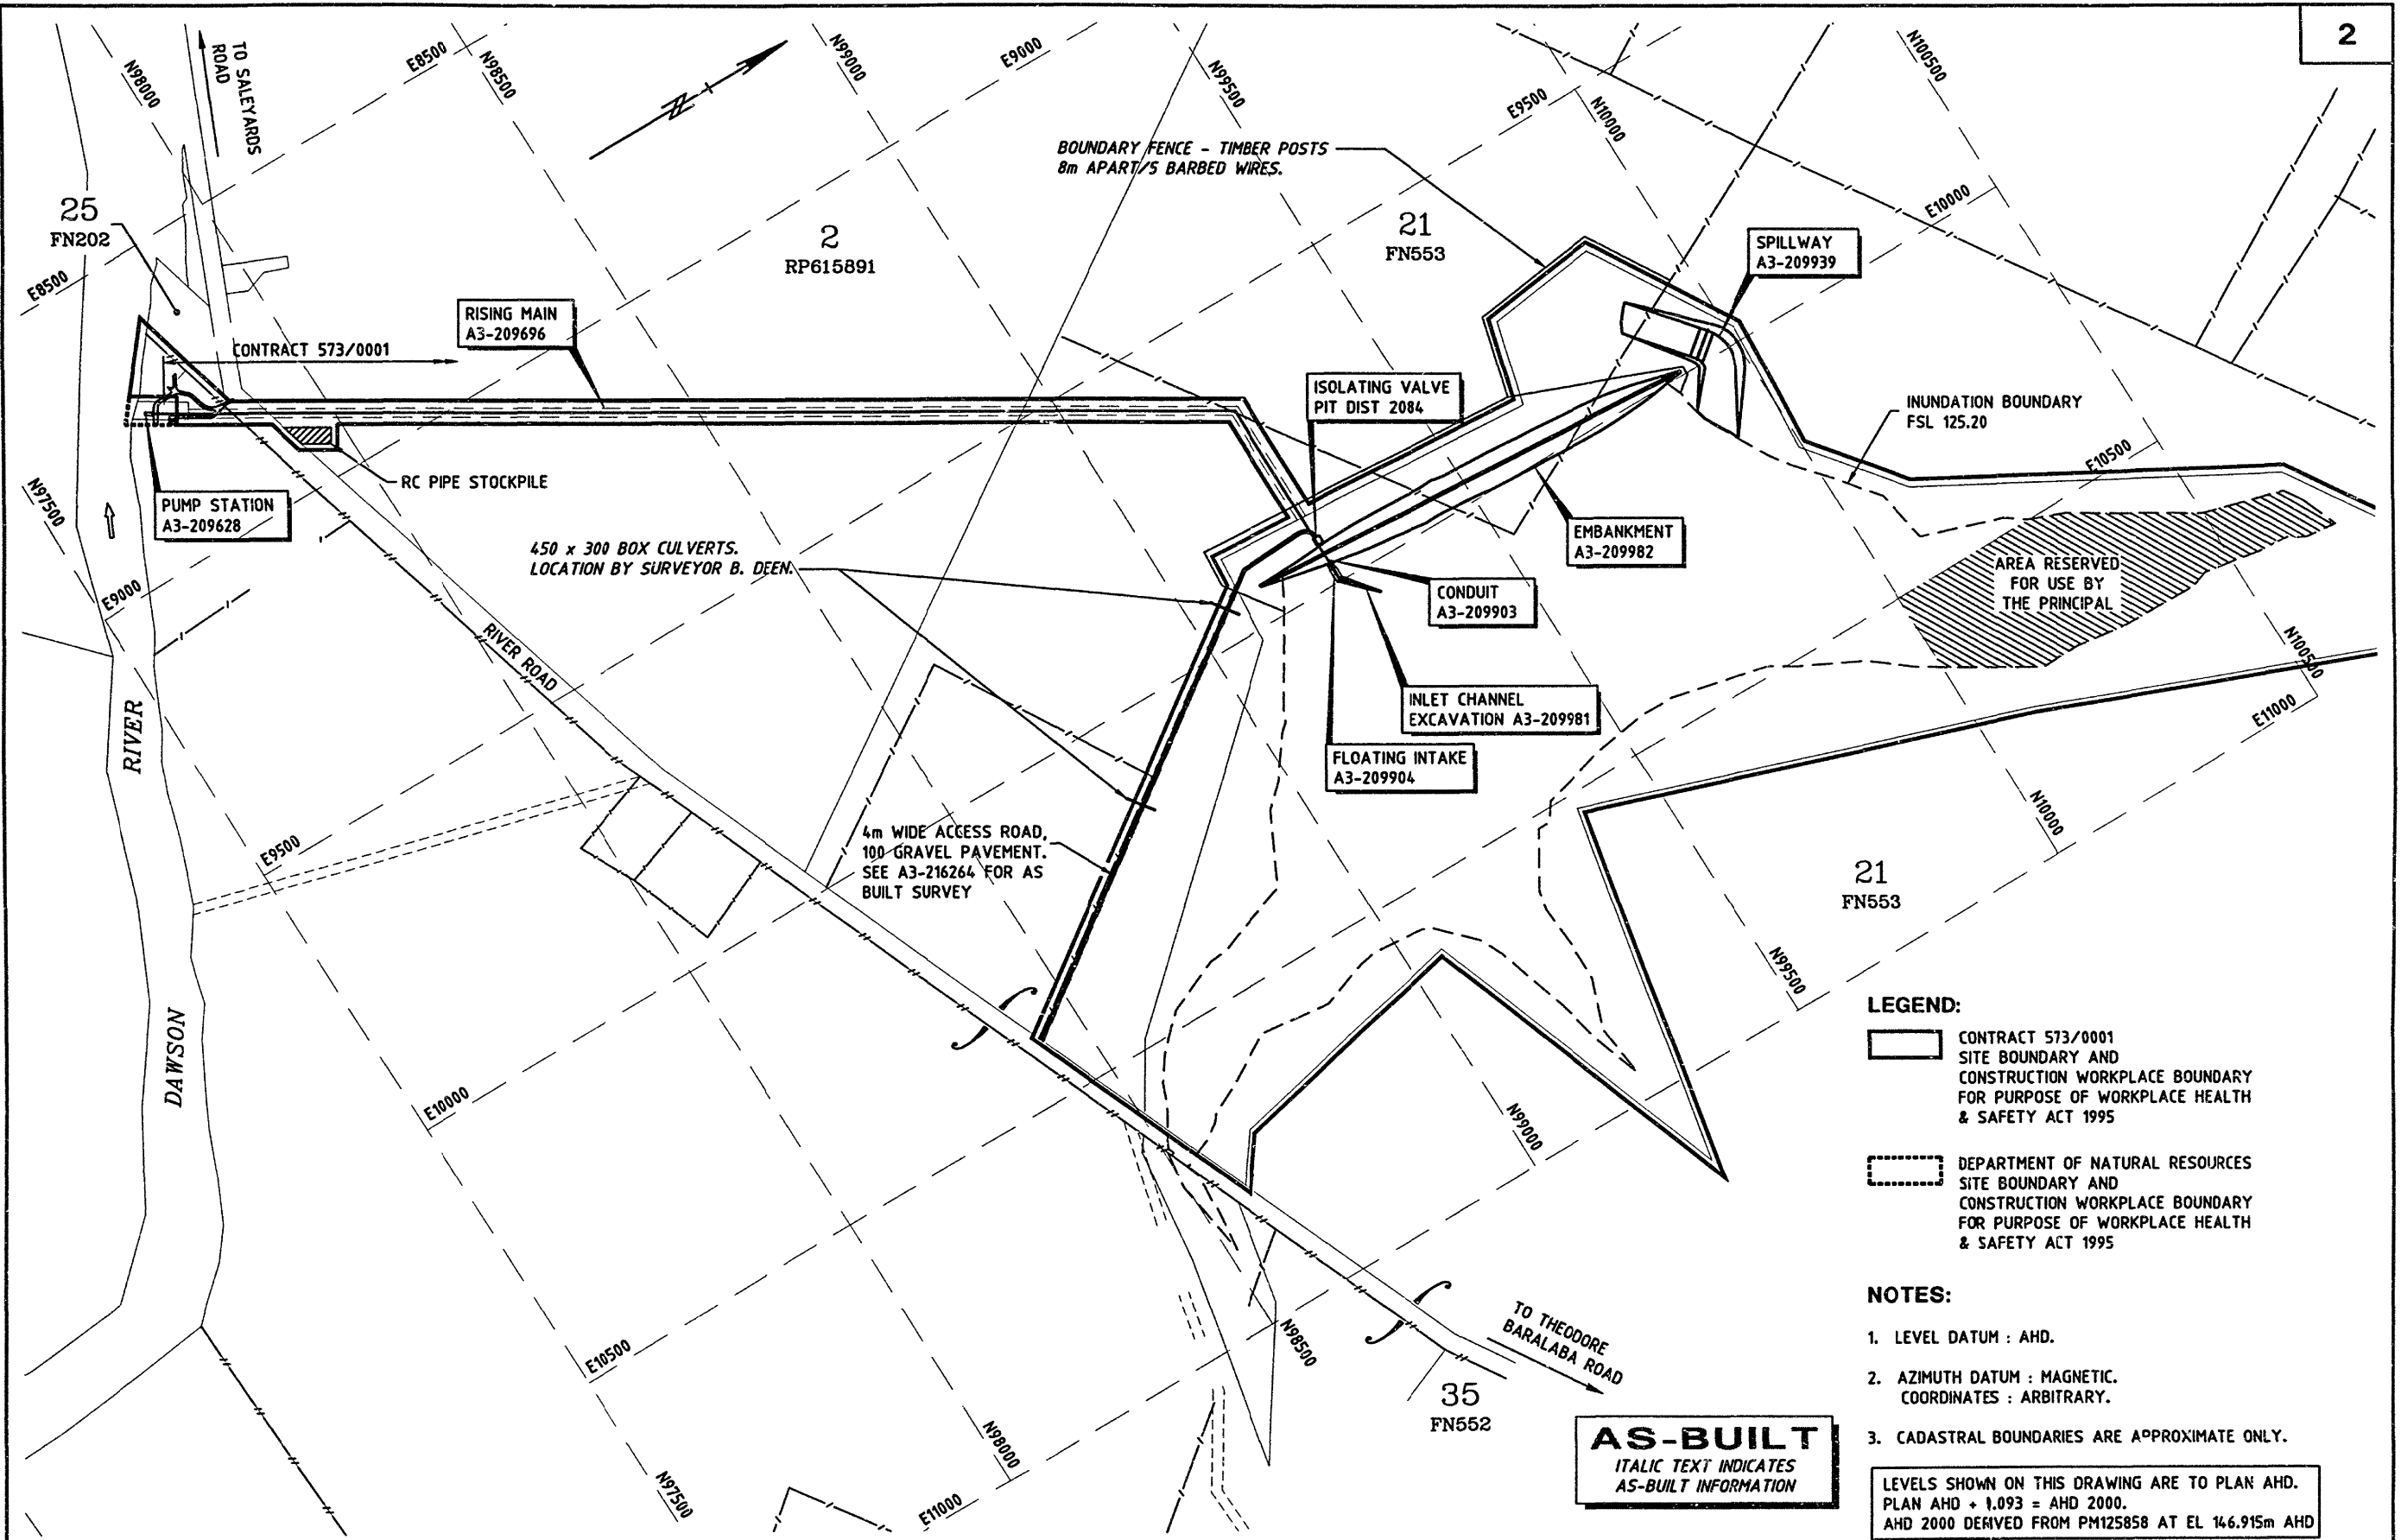 2
N98000
TO SALEYARDS
ROAD
E8500
N98500
N
N99000
E9000
N99500
E9500
N10000
N100500
BOUNDARY FENCE - TIMBER POSTS
8m APART/5 BARBED WIRES.
25
FN202
E8500
2
RP615891
21
FN553
E10000
SPILLWAY
A3-209939
RISING MAIN
A3-209696
CONTRACT 573/0001
ISOLATING VALVE
PIT DIST 2084
INUNDATION BOUNDARY
FSL 125.20
E10500
RC PIPE STOCKPILE
N97500
PUMP STATION
A3-209628
450 x 300 BOX CULVERTS.
LOCATION BY SURVEYOR B. DEEN.
EMBANKMENT
A3-209982
AREA RESERVED
FOR USE BY
THE PRINCIPAL
E9000
CONDUIT
A3-209903
RIVER ROAD
N100500
INLET CHANNEL
EXCAVATION A3-209981
E11000
RIVER
FLOATING INTAKE
A3-209904
N10000
E9500
4m WIDE ACCESS ROAD,
100 GRAVEL PAVEMENT.
SEE A3-216264 FOR AS
BUILT SURVEY
21
FN553
N99500
DAWSON
E10000
N99000
LEGEND:
CONTRACT 573/0001
SITE BOUNDARY AND
CONSTRUCTION WORKPLACE BOUNDARY
FOR PURPOSE OF WORKPLACE HEALTH
& SAFETY ACT 1995
DEPARTMENT OF NATURAL RESOURCES
SITE BOUNDARY AND
CONSTRUCTION WORKPLACE BOUNDARY
FOR PURPOSE OF WORKPLACE HEALTH
& SAFETY ACT 1995
E10500
N98500
TO THEODORE
BARALABA ROAD
35
FN552
N98000
N97500
E11000
NOTES:
1. LEVEL DATUM : AHD.
2. AZIMUTH DATUM : MAGNETIC.
COORDINATES : ARBITRARY.
3. CADASTRAL BOUNDARIES ARE APPROXIMATE ONLY.
AS-BUILT
ITALIC TEXT INDICATES
AS-BUILT INFORMATION
LEVELS SHOWN ON THIS DRAWING ARE TO PLAN AHD.
PLAN AHD + 1.093 = AHD 2000.
AHD 2000 DERIVED FROM PM125858 AT EL 146.915m AHD